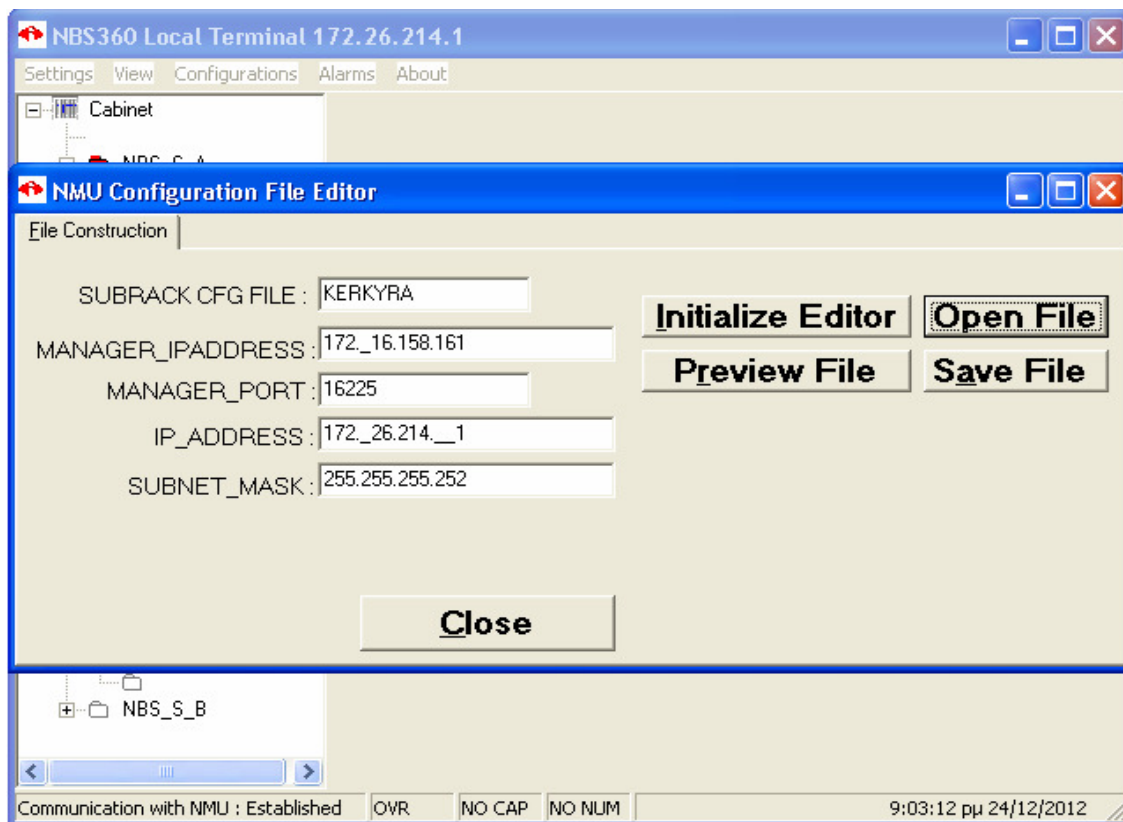 NBS360 Local Terminal 172.26.214.1
Settings View Configurations Alarms About
Cabinet
NBS_S_A
NMU Configuration File Editor
File Construction
SUBRACK CFG FILE : KERKYRA
MANAGER_IPADDRESS : 172._16.158.161
MANAGER_PORT : 16225
IP_ADDRESS : 172._26.214.__1
SUBNET_MASK : 255.255.255.252
Initialize Editor Open File
Preview File Save File
Close
NBS_S_B
Communication with NMU : Established OVR NO CAP NO NUM 9:03:12 μμ 24/12/2012